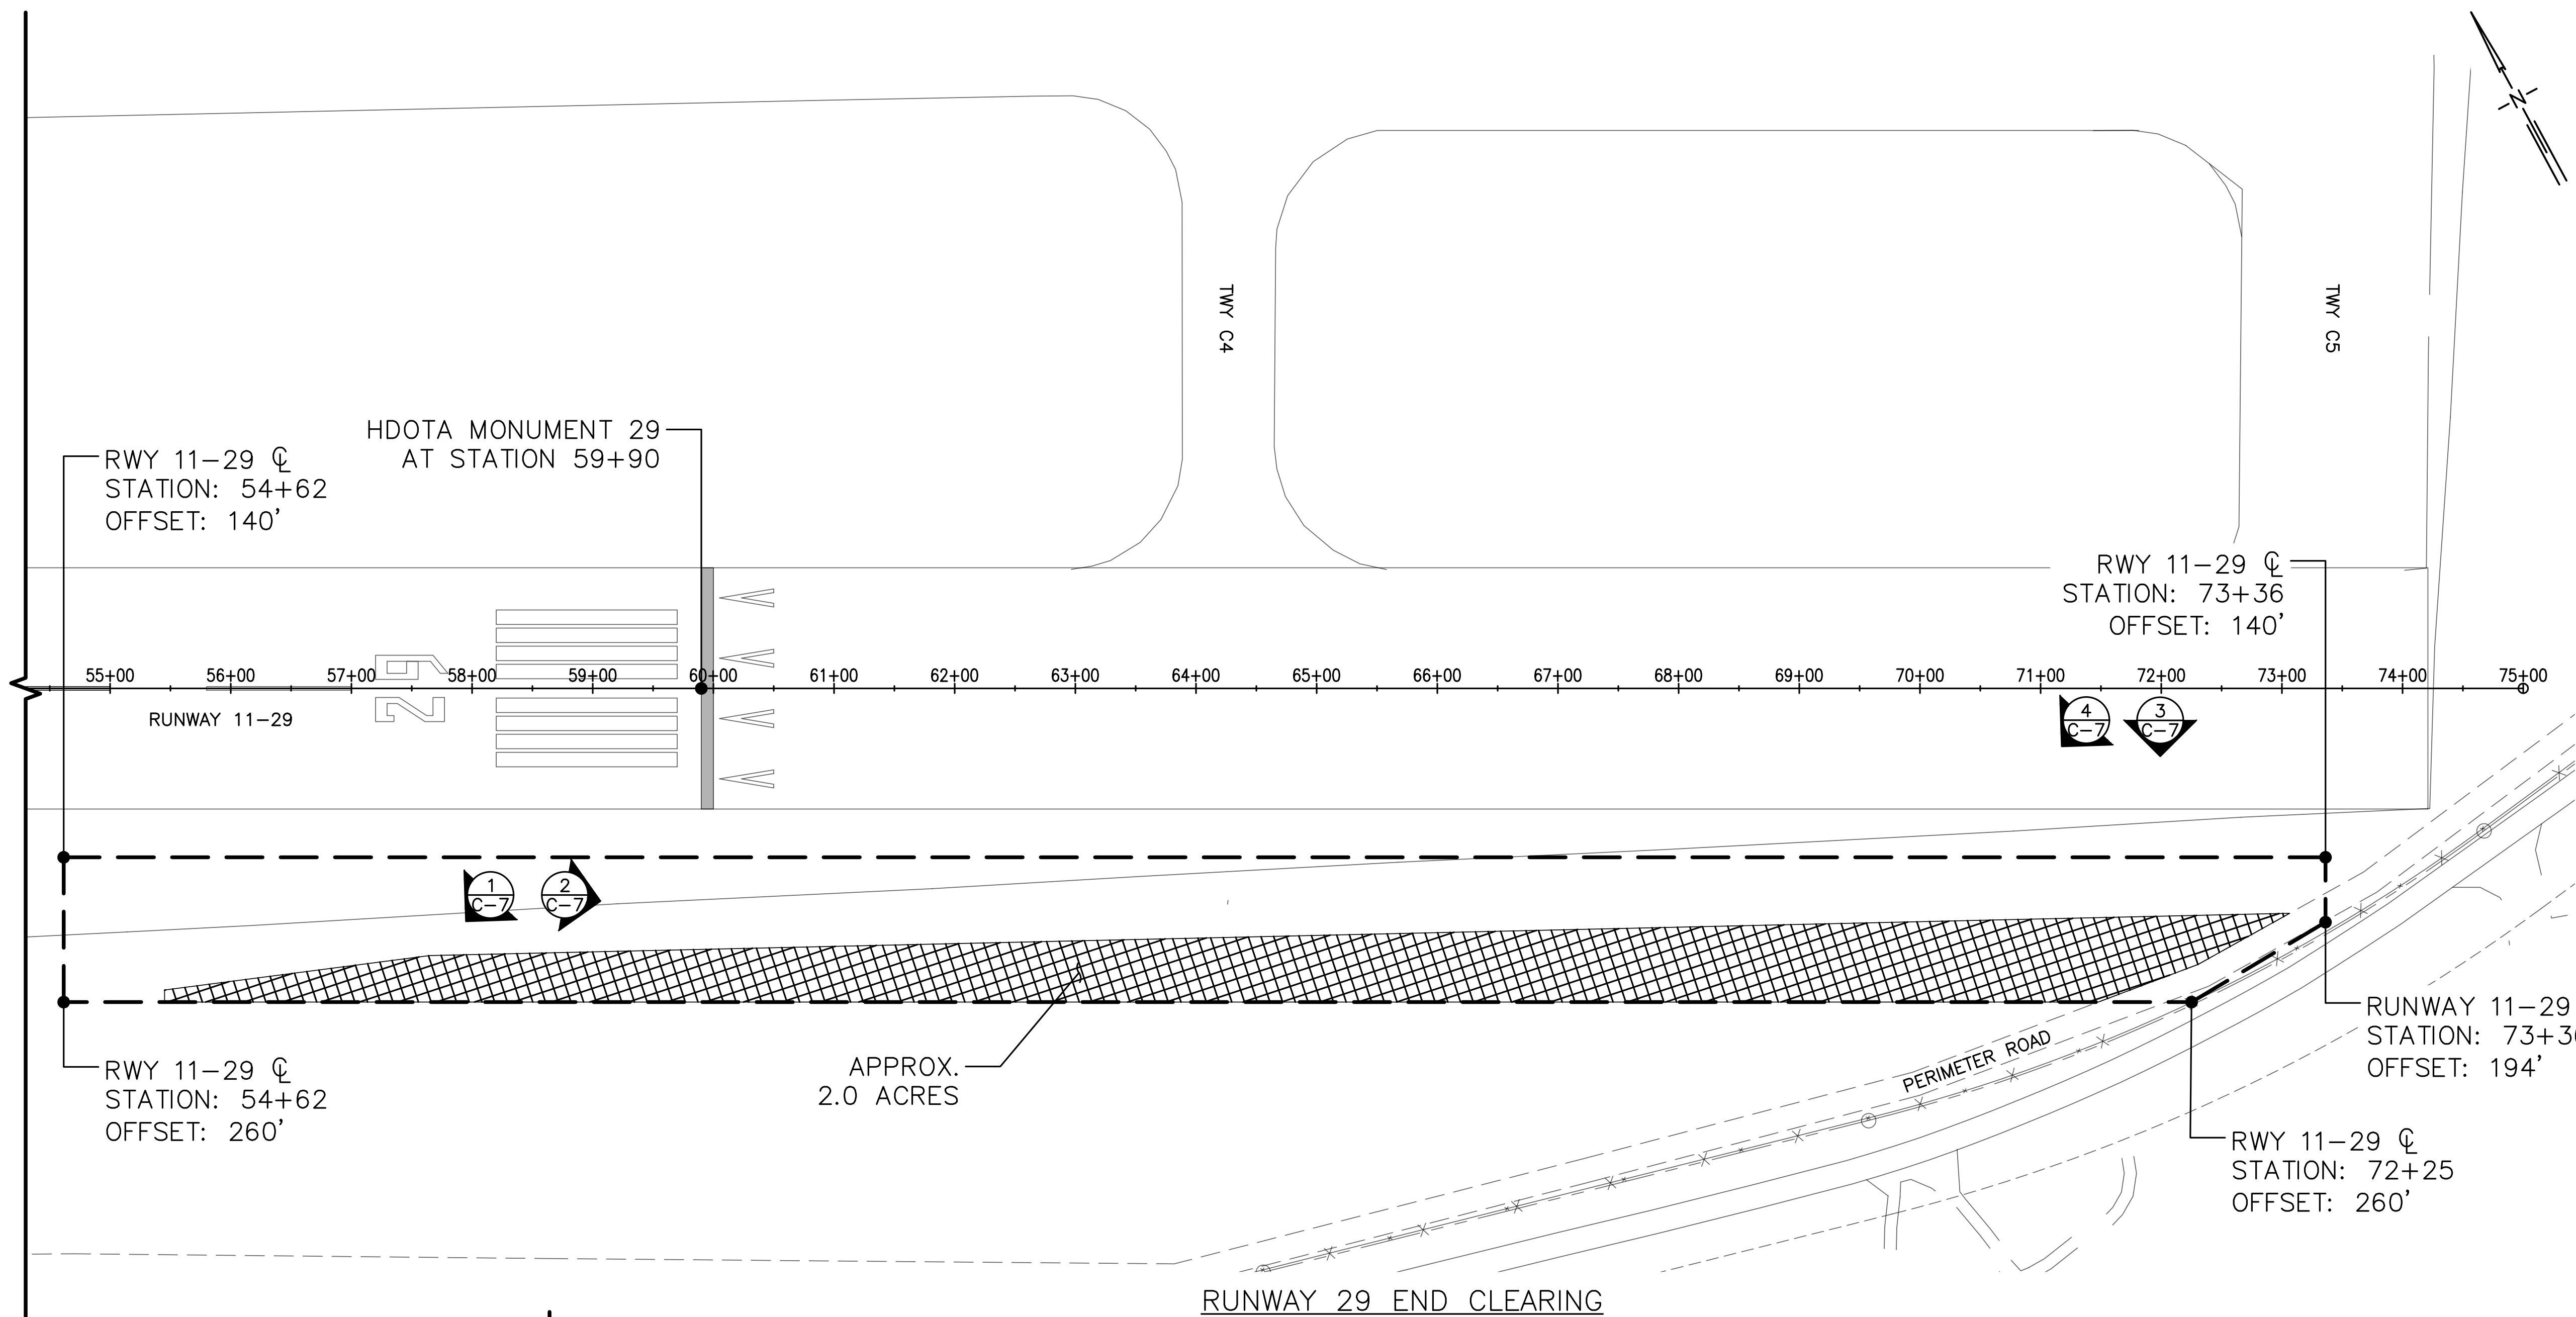 N
TWY C4
TWY C5
HDOTA MONUMENT 29
AT STATION 59+90
RWY 11-29 ℄
STATION: 54+62
OFFSET: 140'
RWY 11-29 ℄
STATION: 73+36
OFFSET: 140'
55+00 56+00 57+00 58+00 59+00 60+00 61+00 62+00 63+00 64+00 65+00 66+00 67+00 68+00 69+00 70+00 71+00 72+00 73+00 74+00 75+00
29
RUNWAY 11-29
4
C-7
3
C-7
1
C-7
2
C-7
RUNWAY 11-29
STATION: 73+36
OFFSET: 194'
PERIMETER ROAD
APPROX.
2.0 ACRES
RWY 11-29 ℄
STATION: 54+62
OFFSET: 260'
RWY 11-29 ℄
STATION: 72+25
OFFSET: 260'
RUNWAY 29 END CLEARING